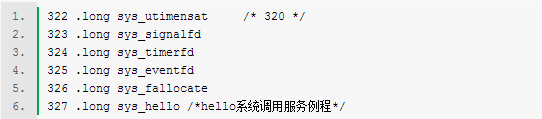 1. 322 .long sys_utimensat /* 320 */
2. 323 .long sys_signalfd
3. 324 .long sys_timerfd
4. 325 .long sys_eventfd
5. 326 .long sys_fallocate
6. 327 .long sys_hello /*hello系统调用服务例程*/